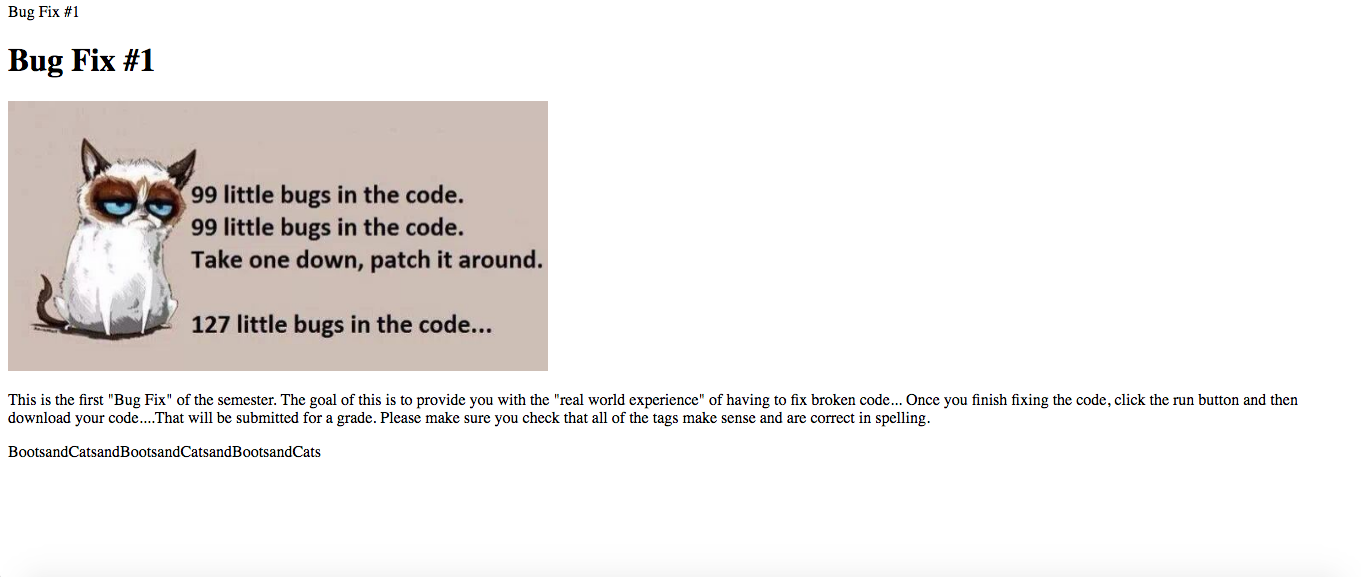 Bug Fix #1
Bug Fix #1
99 little bugs in the code.
99 little bugs in the code.
Take one down, patch it around.
127 little bugs in the code...
This is the first "Bug Fix" of the semester. The goal of this is to provide you with the "real world experience" of having to fix broken code... Once you finish fixing the code, click the run button and then
download your code....That will be submitted for a grade. Please make sure you check that all of the tags make sense and are correct in spelling.
BootsandCatsandBootsandCatsandBootsandCats